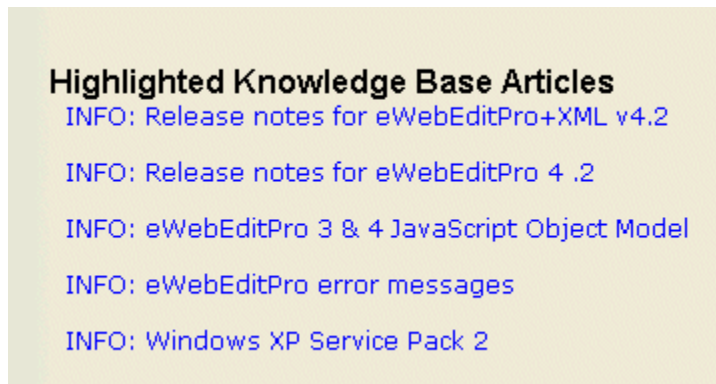 Highlighted Knowledge Base Articles
INFO: Release notes for eWebEditPro+XML v4.2
INFO: Release notes for eWebEditPro 4 .2
INFO: eWebEditPro 3 & 4 JavaScript Object Model
INFO: eWebEditPro error messages
INFO: Windows XP Service Pack 2